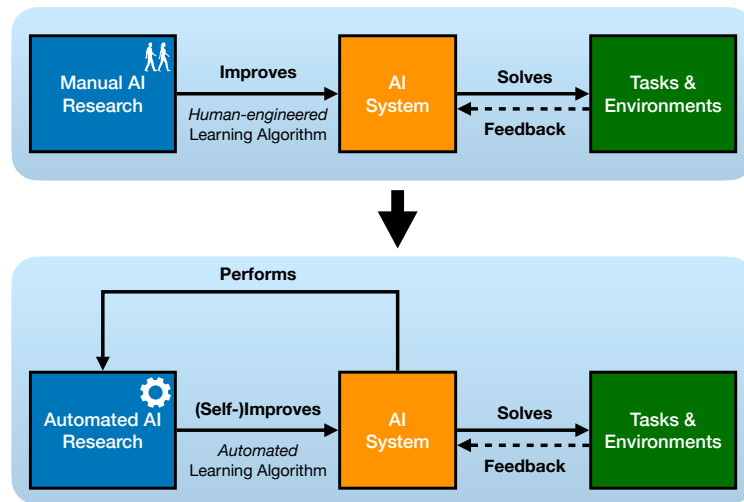 Manual AI
Research
Improves
Human-engineered
Learning Algorithm
AI
System
Solves
Feedback
Tasks &
Environments
Performs
Automated AI
Research
(Self-)Improves
Automated
Learning Algorithm
AI
System
Solves
Feedback
Tasks &
Environments